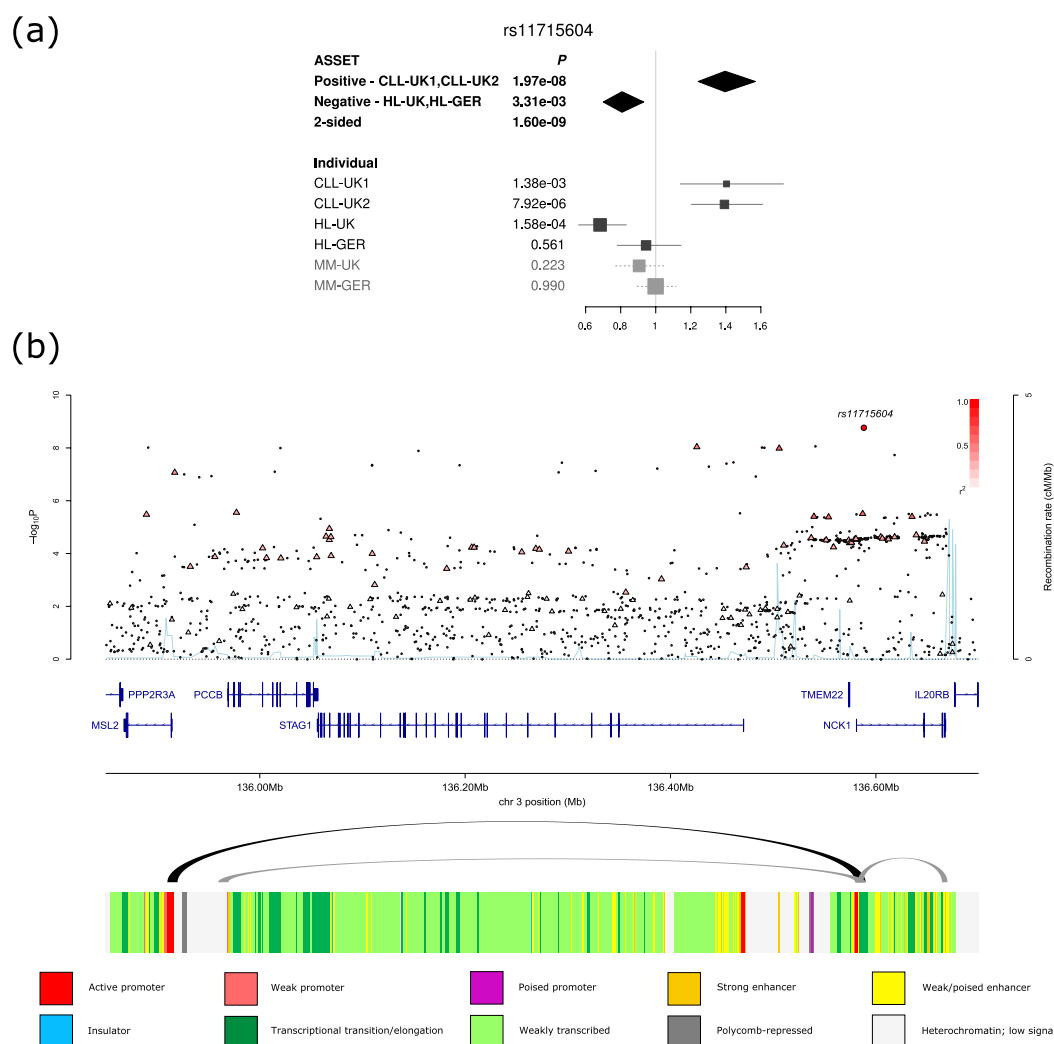 (a)
rs11715604
ASSET P
Positive - CLL-UK1,CLL-UK2 1.97e-08
Negative - HL-UK,HL-GER 3.31e-03
2-sided 1.60e-09
Individual
CLL-UK1 1.38e-03
CLL-UK2 7.92e-06
HL-UK 1.58e-04
HL-GER 0.561
MM-UK 0.223
MM-GER 0.990
0.6 0.8 1 1.2 1.4 1.6
(b)
10 8 6 4 2 0
−log10P
rs11715604
1.0
0.5
r2
5
0
Recombination rate (cM/Mb)
PPP2R3A PCCB TMEM22 IL20RB
MSL2 STAG1 NCK1
136.00Mb 136.20Mb 136.40Mb 136.60Mb
chr 3 position (Mb)
Active promoter Weak promoter Poised promoter Strong enhancer Weak/poised enhancer
Insulator Transcriptional transition/elongation Weakly transcribed Polycomb-repressed Heterochromatin; low signa